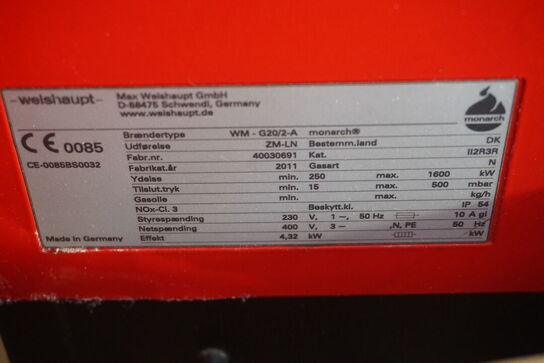 -weishaupt-
Max Weishaupt GmbH
D-88475 Schwendi, Germany
www.weishaupt.de
monarch
CE 0085
CE-0085BS0032
Brændertype WM - G20/2-A monarch®
Udførelse ZM-LN Bestemm.land DK
Fabr.nr. 40030691 Kat. II2R3R
Fabrikat.år 2011 Gasart N
Ydelse min. 250 max. 1600 kW
Tilslut.tryk min. 15 max. 500 mbar
Gasolie min. max. kg/h
NOx-Cl. 3 Beskytt.kl. IP 54
Styrespænding 230 V, 1~, 50 Hz 10 A gl
Netspænding 400 V, 3~ ,N, PE 50 Hz
Effekt 4,32 kW kW
Made in Germany